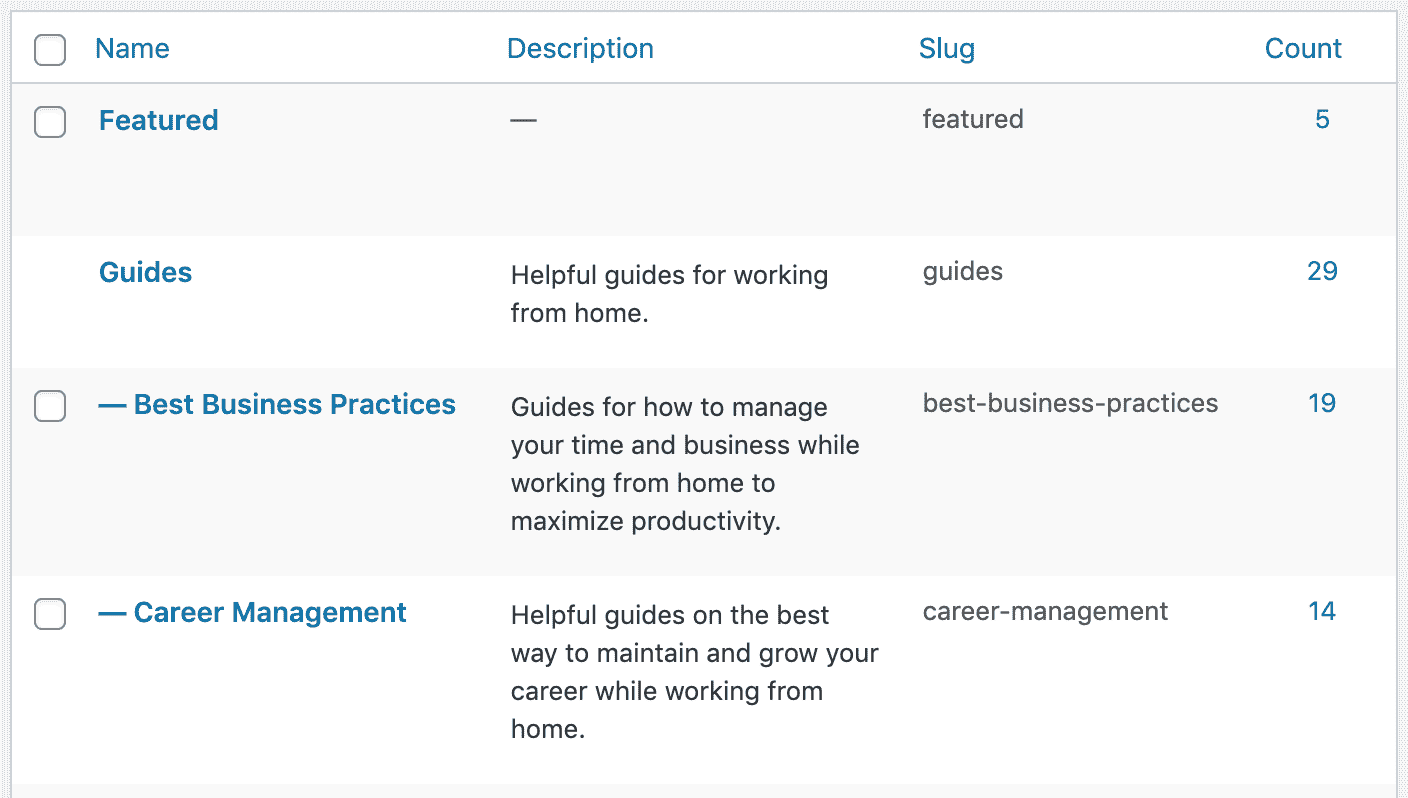 Name Description Slug Count
Featured — featured 5
Guides Helpful guides for working guides 29
from home.
— Best Business Practices Guides for how to manage best-business-practices 19
your time and business while
working from home to
maximize productivity.
— Career Management Helpful guides on the best career-management 14
way to maintain and grow your
career while working from
home.